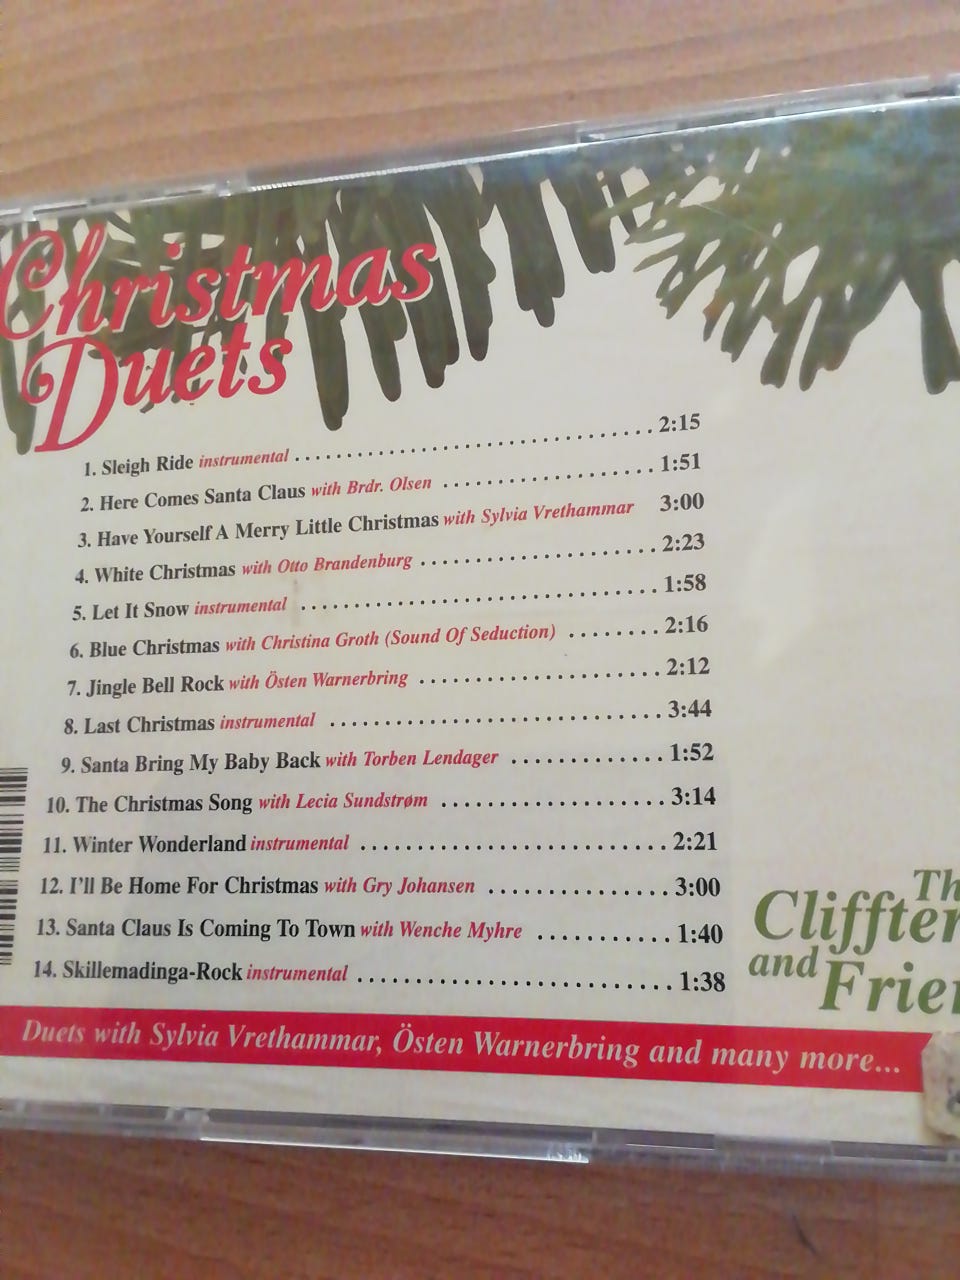 Christmas
Duets
1. Sleigh Ride instrumental ........................................ 2:15
2. Here Comes Santa Claus with Brdr. Olsen ....................... 1:51
3. Have Yourself A Merry Little Christmas with Sylvia Vrethammar 3:00
4. White Christmas with Otto Brandenburg ......................... 2:23
5. Let It Snow instrumental ...................................... 1:58
6. Blue Christmas with Christina Groth (Sound Of Seduction) ........ 2:16
7. Jingle Bell Rock with Östen Warnerbring ....................... 2:12
8. Last Christmas instrumental ................................... 3:44
9. Santa Bring My Baby Back with Torben Lendager ............. 1:52
10. The Christmas Song with Lecia Sundstrøm .................... 3:14
11. Winter Wonderland instrumental ........................... 2:21
12. I'll Be Home For Christmas with Gry Johansen ................ 3:00
13. Santa Claus Is Coming To Town with Wenche Myhre ........... 1:40
14. Skillemadinga-Rock instrumental ............................ 1:38
Th
Cliffter
and Frien
Duets with Sylvia Vrethammar, Östen Warnerbring and many more...